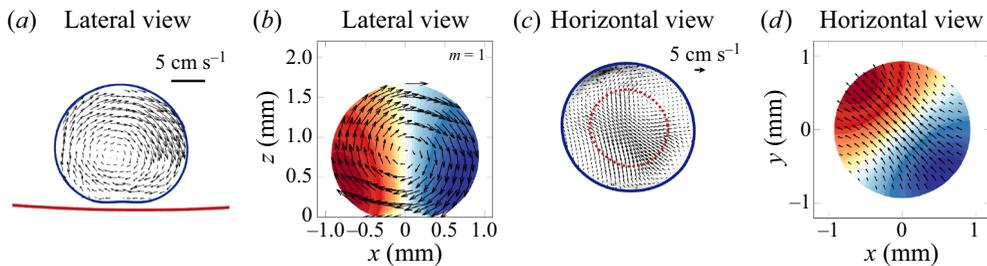 (a) Lateral view
(b) Lateral view
(c) Horizontal view
(d) Horizontal view
5 cm s⁻¹
m = 1
2.0
1.5
1.0
0.5
0
z (mm)
−1.0 −0.5 0 0.5 1.0
x (mm)
5 cm s⁻¹
1
0
−1
y (mm)
−1 0 1
x (mm)